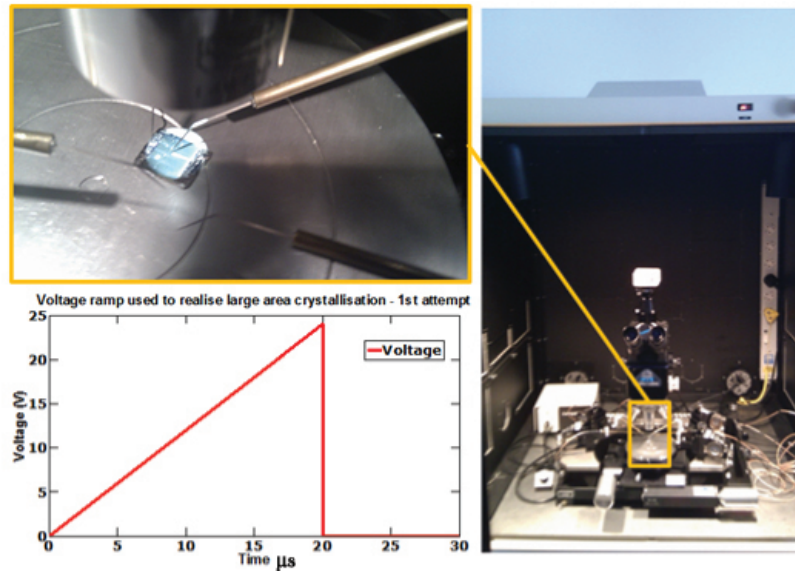 Voltage ramp used to realise large area crystallisation - 1st attempt
25
20
15
10
5
0
Voltage (V)
Voltage
0 5 10 15 20 25 30
Time μs